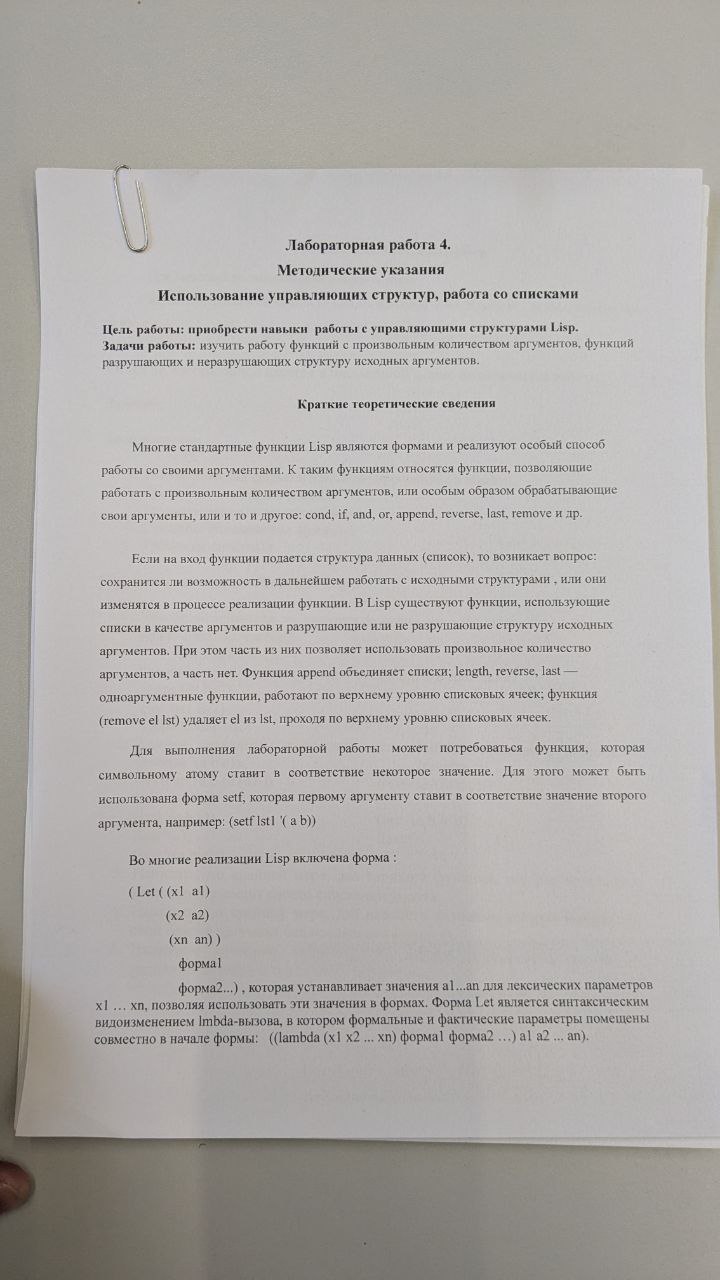 Лабораторная работа 4.
Методические указания
Использование управляющих структур, работа со списками
Цель работы: приобрести навыки работы с управляющими структурами Lisp.
Задачи работы: изучить работу функций с произвольным количеством аргументов, функций
разрушающих и неразрушающих структуру исходных аргументов.
Краткие теоретические сведения
Многие стандартные функции Lisp являются формами и реализуют особый способ
работы со своими аргументами. К таким функциям относятся функции, позволяющие
работать с произвольным количеством аргументов, или особым образом обрабатывающие
свои аргументы, или и то и другое: cond, if, and, or, append, reverse, last, remove и др.
Если на вход функции подается структура данных (список), то возникает вопрос:
сохранится ли возможность в дальнейшем работать с исходными структурами , или они
изменятся в процессе реализации функции. В Lisp существуют функции, использующие
списки в качестве аргументов и разрушающие или не разрушающие структуру исходных
аргументов. При этом часть из них позволяет использовать произвольное количество
аргументов, а часть нет. Функция append объединяет списки; length, reverse, last —
одноаргументные функции, работают по верхнему уровню списковых ячеек; функция
(remove el lst) удаляет el из lst, проходя по верхнему уровню списковых ячеек.
Для выполнения лабораторной работы может потребоваться функция, которая
символьному атому ставит в соответствие некоторое значение. Для этого может быть
использована форма setf, которая первому аргументу ставит в соответствие значение второго
аргумента, например: (setf lst1 '( a b))
Во многие реализации Lisp включена форма :
( Let ( (x1 a1)
(x2 a2)
(xn an) )
форма1
форма2...) , которая устанавливает значения a1...an для лексических параметров
x1 … xn, позволяя использовать эти значения в формах. Форма Let является синтаксическим
видоизменением lmbda-вызова, в котором формальные и фактические параметры помещены
совместно в начале формы: ((lambda (x1 x2 ... xn) форма1 форма2 …) a1 a2 ... an).